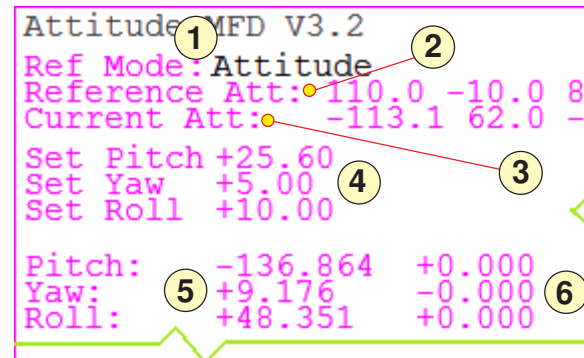 Attitude MFD V3.2
1
2
Ref Mode: Attitude
Reference Att: 110.0 -10.0 8
Current Att: -113.1 62.0 -
3
Set Pitch +25.60
Set Yaw +5.00
4
Set Roll +10.00
Pitch: -136.864 +0.000
5
Yaw: +9.176 -0.000
6
Roll: +48.351 +0.000